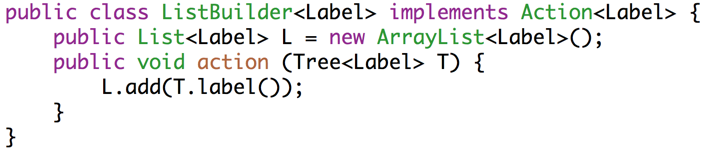 public class ListBuilder<Label> implements Action<Label> {
    public List<Label> L = new ArrayList<Label>();
    public void action (Tree<Label> T) {
        L.add(T.label());
    }
}